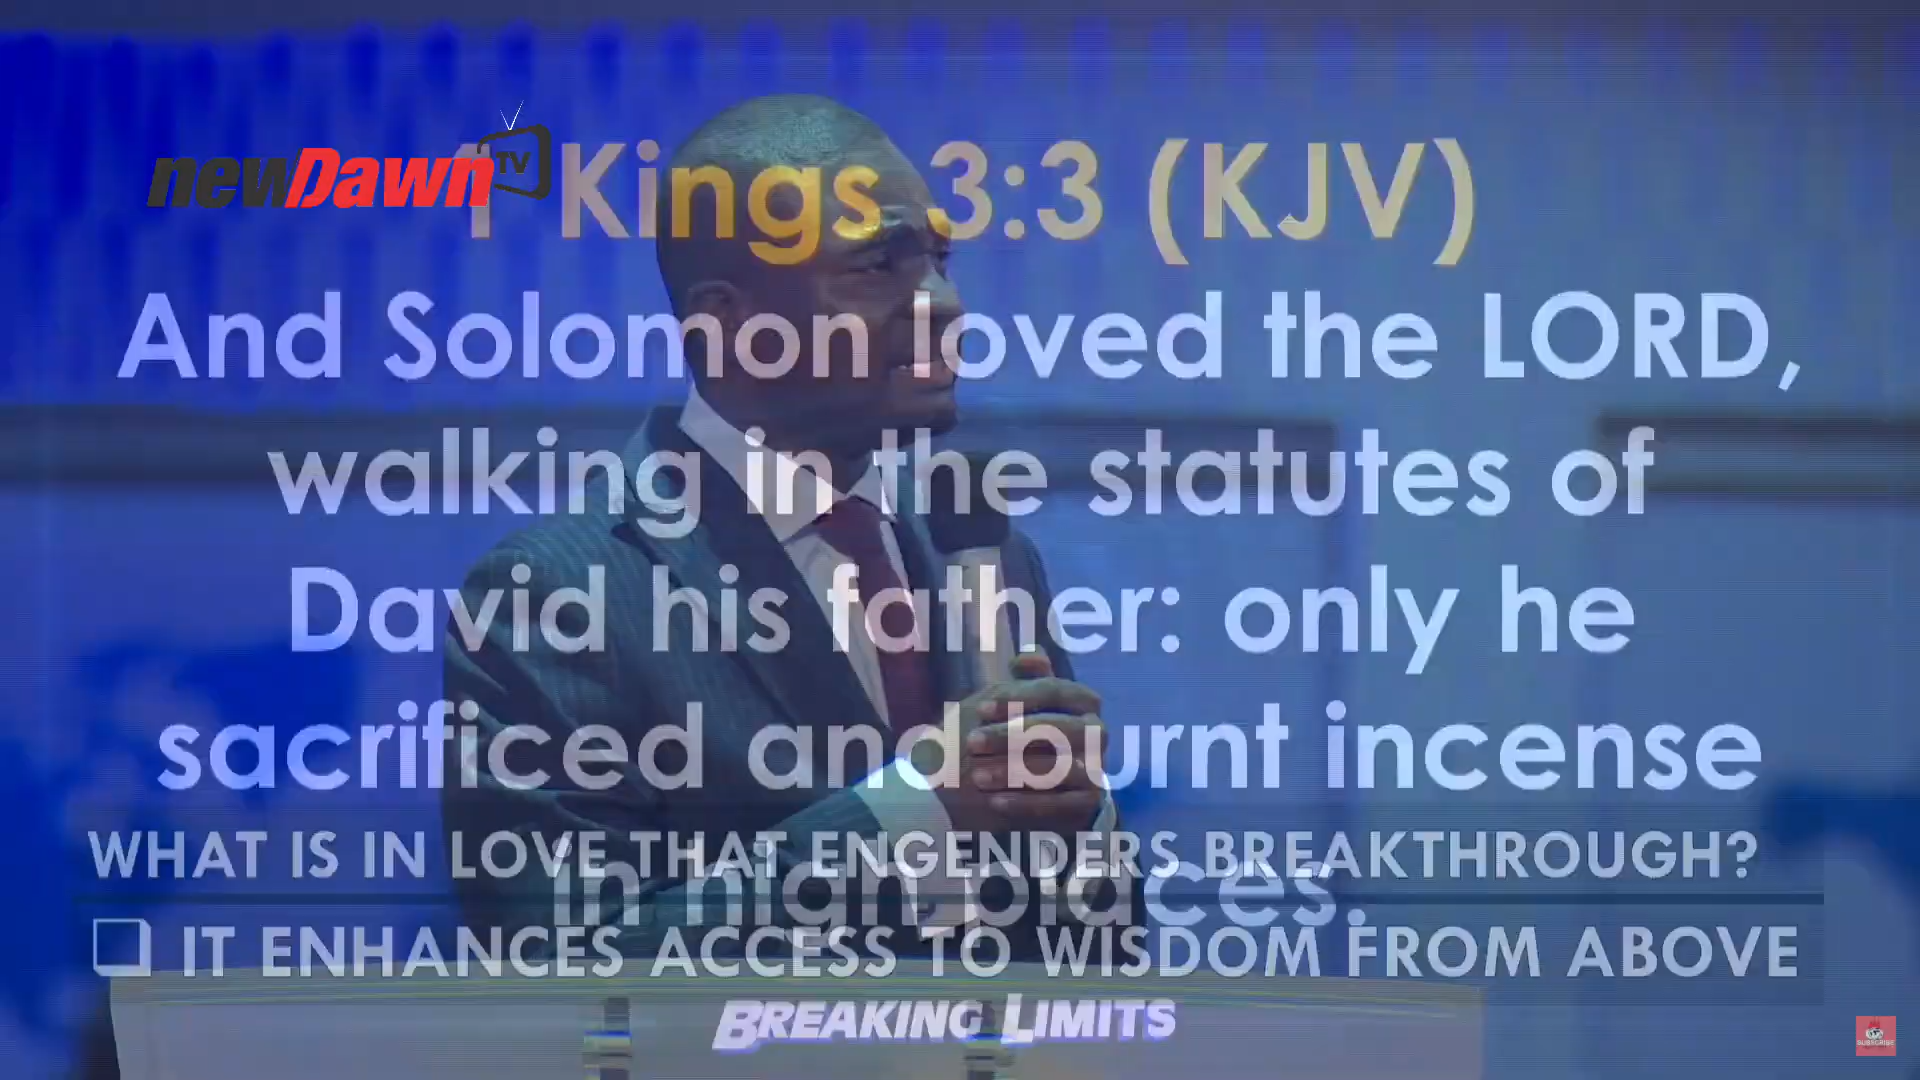 newDawn TV
1 Kings 3:3 (KJV)
And Solomon loved the LORD,
walking in the statutes of
David his father: only he
sacrificed and burnt incense
in high places.
WHAT IS IN LOVE THAT ENGENDERS BREAKTHROUGH?
❑ IT ENHANCES ACCESS TO WISDOM FROM ABOVE
BREAKING LIMITS
SUBSCRIBE